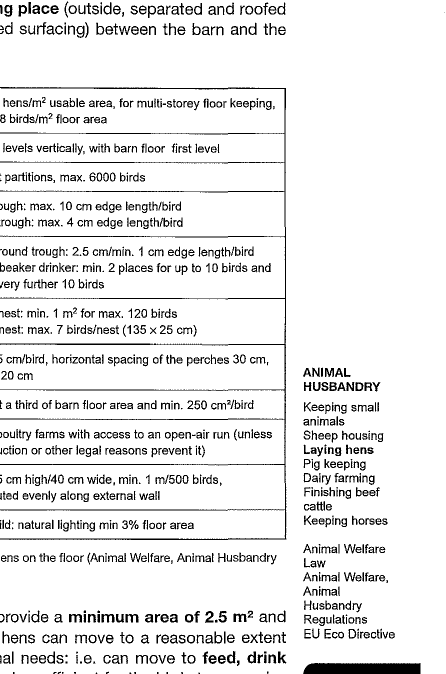 ng place (outside, separated and roofed
ed surfacing) between the barn and the
hens/m² usable area, for multi-storey floor keeping,
8 birds/m² floor area
levels vertically, with barn floor first level
t partitions, max. 6000 birds
ough: max. 10 cm edge length/bird
rough: max. 4 cm edge length/bird
round trough: 2.5 cm/min. 1 cm edge length/bird
beaker drinker: min. 2 places for up to 10 birds and
very further 10 birds
nest: min. 1 m² for max. 120 birds
nest: max. 7 birds/nest (135 x 25 cm)
5 cm/bird, horizontal spacing of the perches 30 cm,
20 cm
t a third of barn floor area and min. 250 cm²/bird
poultry farms with access to an open-air run (unless
uction or other legal reasons prevent it)
5 cm high/40 cm wide, min. 1 m/500 birds,
uted evenly along external wall
ild: natural lighting min 3% floor area
ens on the floor (Animal Welfare, Animal Husbandry
provide a minimum area of 2.5 m² and
hens can move to a reasonable extent
nal needs: i.e. can move to feed, drink
ANIMAL
HUSBANDRY
Keeping small
animals
Sheep housing
Laying hens
Pig keeping
Dairy farming
Finishing beef
cattle
Keeping horses
Animal Welfare
Law
Animal Welfare,
Animal
Husbandry
Regulations
EU Eco Directive